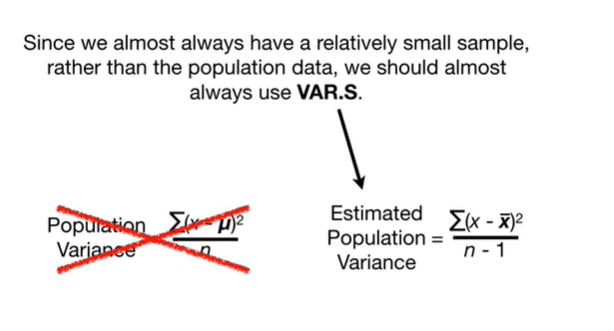 Since we almost always have a relatively small sample,
rather than the population data, we should almost
always use VAR.S.
Population
Variance
∑(x - μ)²
n
Estimated
Population =
Variance
∑(x - x̄)²
n - 1